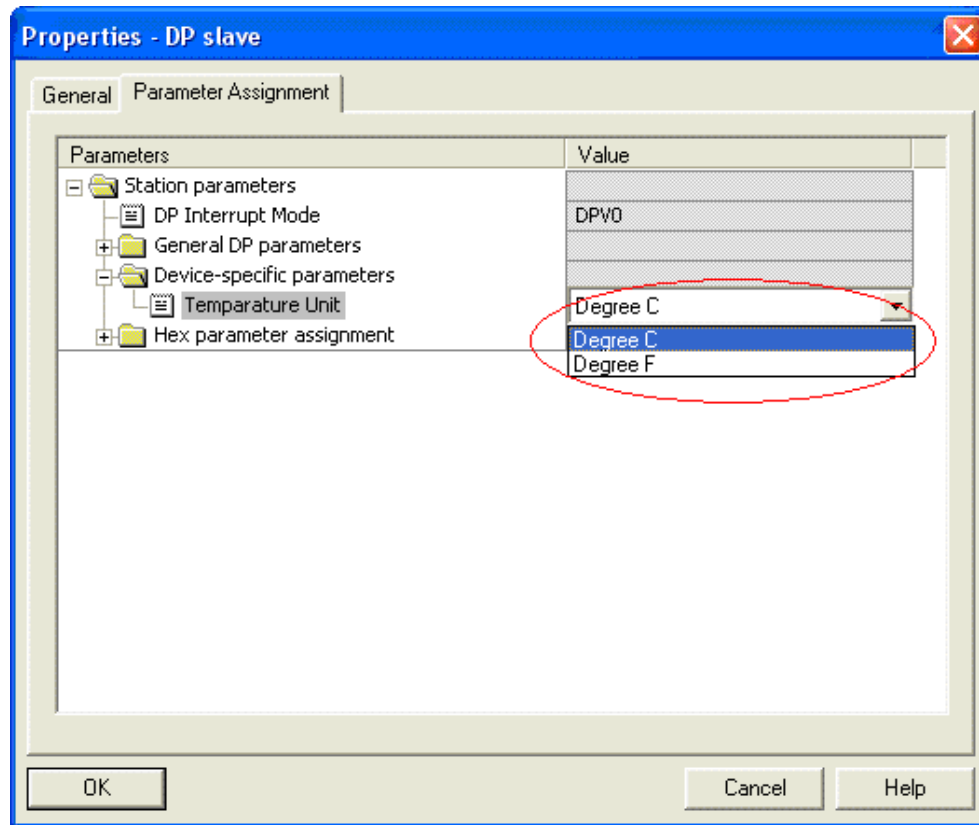 Properties - DP slave
General Parameter Assignment
Parameters Value
Station parameters
DP Interrupt Mode DPV0
General DP parameters
Device-specific parameters
Temparature Unit Degree C
Hex parameter assignment Degree C
Degree F
OK Cancel Help